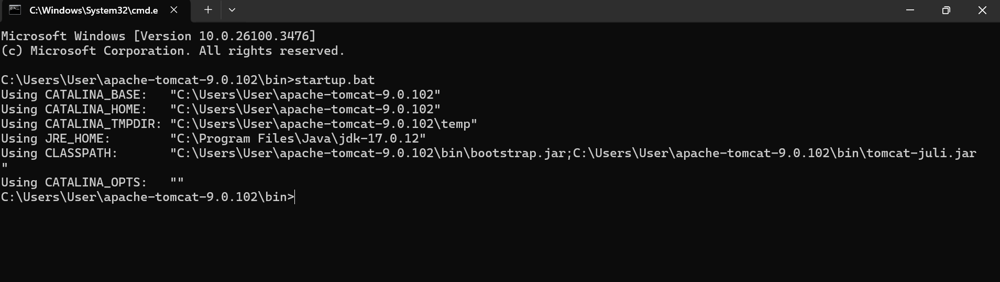 C:\Windows\System32\cmd.e
Microsoft Windows [Version 10.0.26100.3476]
(c) Microsoft Corporation. All rights reserved.
C:\Users\User\apache-tomcat-9.0.102\bin>startup.bat
Using CATALINA_BASE:   "C:\Users\User\apache-tomcat-9.0.102"
Using CATALINA_HOME:   "C:\Users\User\apache-tomcat-9.0.102"
Using CATALINA_TMPDIR: "C:\Users\User\apache-tomcat-9.0.102\temp"
Using JRE_HOME:        "C:\Program Files\Java\jdk-17.0.12"
Using CLASSPATH:       "C:\Users\User\apache-tomcat-9.0.102\bin\bootstrap.jar;C:\Users\User\apache-tomcat-9.0.102\bin\tomcat-juli.jar
"
Using CATALINA_OPTS:   ""
C:\Users\User\apache-tomcat-9.0.102\bin>